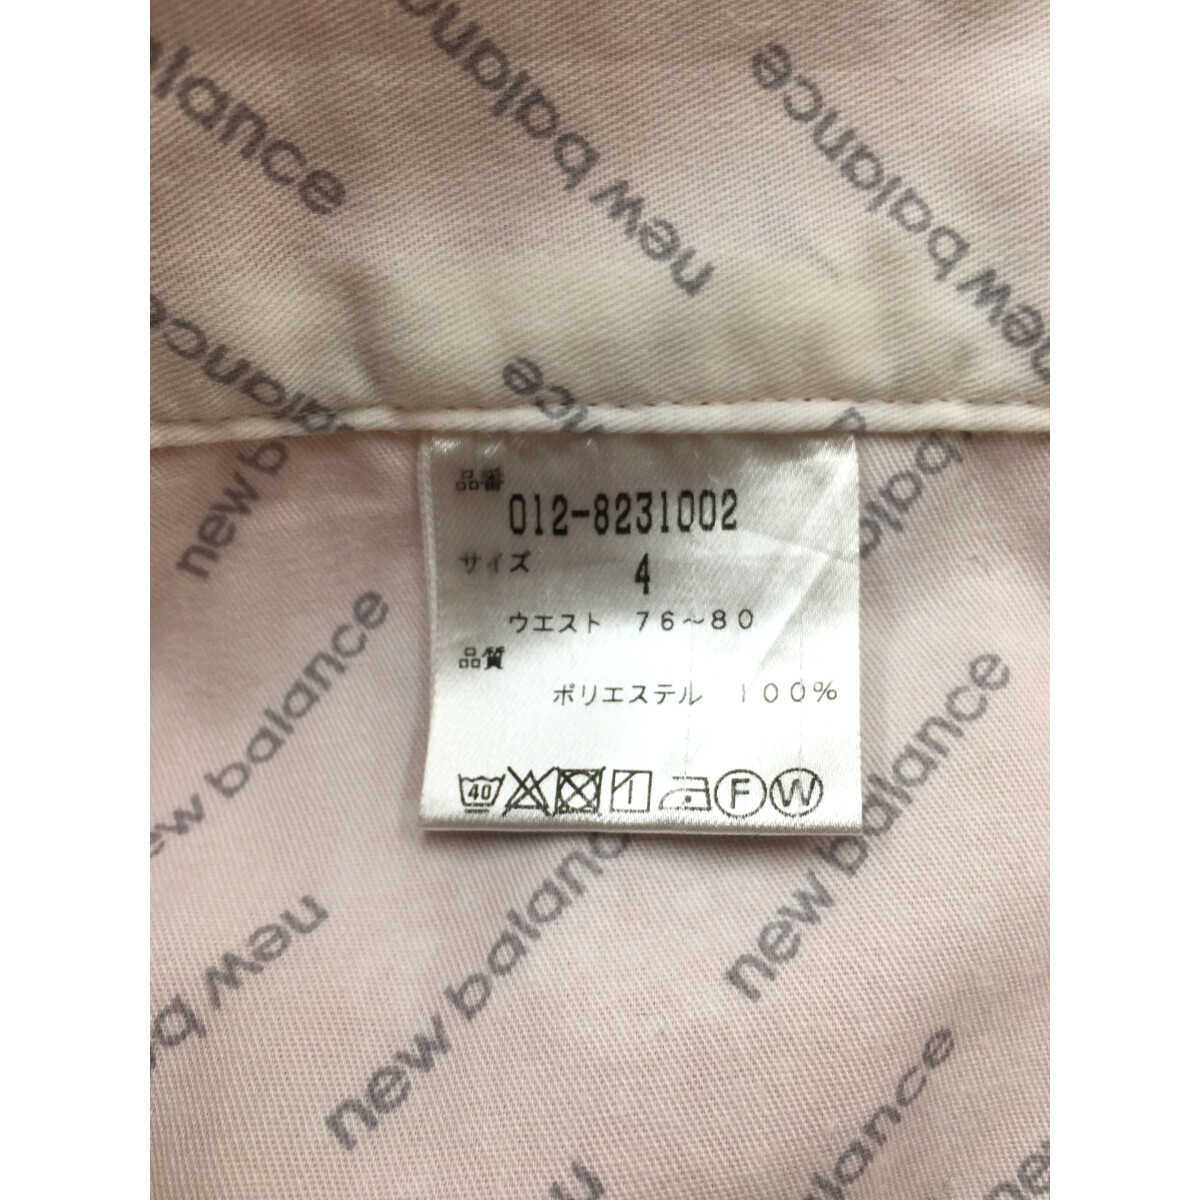 balance
new balance
new balance
new balance
new balance
品番
012-8231002
サイズ 4
ウエスト 76~80
品質
ポリエステル 100%
40 F W
new balance
new balance
new balance
new balance